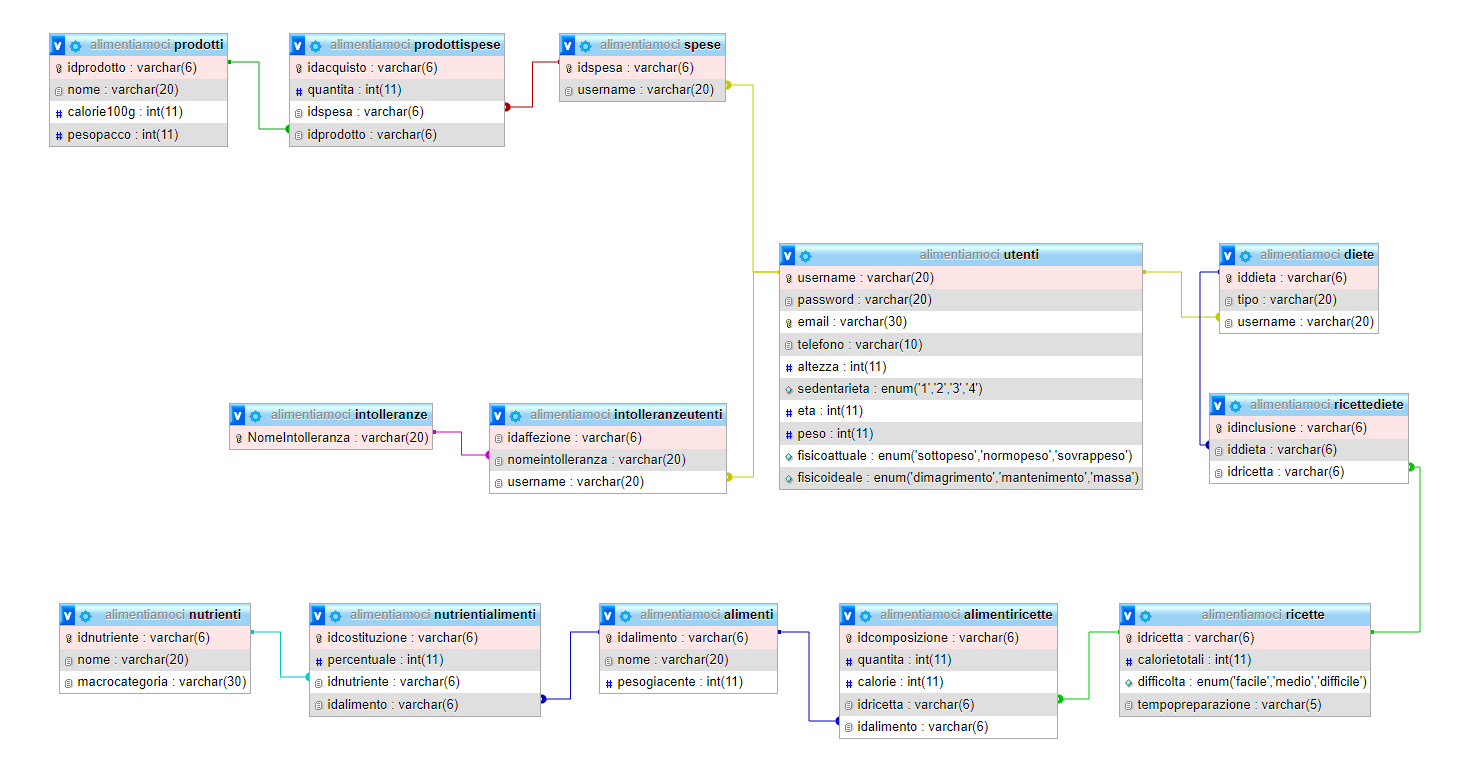 v alimentiamoci prodotti
idprodotto : varchar(6)
nome : varchar(20)
# calorie100g : int(11)
# pesopacco : int(11)
v alimentiamoci prodottispese
idacquisto : varchar(6)
# quantita : int(11)
idspesa : varchar(6)
idprodotto : varchar(6)
v alimentiamoci spese
idspesa : varchar(6)
username : varchar(20)
v alimentiamoci utenti
username : varchar(20)
password : varchar(20)
email : varchar(30)
telefono : varchar(10)
# altezza : int(11)
sedentarieta : enum('1','2','3','4')
# eta : int(11)
# peso : int(11)
fisicoattuale : enum('sottopeso','normopeso','sovrappeso')
fisicoideale : enum('dimagrimento','mantenimento','massa')
v alimentiamoci diete
iddieta : varchar(6)
tipo : varchar(20)
username : varchar(20)
v alimentiamoci intolleranze
NomeIntolleranza : varchar(20)
v alimentiamoci intolleranzeutenti
idaffezione : varchar(6)
nomeintolleranza : varchar(20)
username : varchar(20)
v alimentiamoci ricettediete
idinclusione : varchar(6)
iddieta : varchar(6)
idricetta : varchar(6)
v alimentiamoci nutrienti
idnutriente : varchar(6)
nome : varchar(20)
macrocategoria : varchar(30)
v alimentiamoci nutrientialimenti
idcostituzione : varchar(6)
# percentuale : int(11)
idnutriente : varchar(6)
idalimento : varchar(6)
v alimentiamoci alimenti
idalimento : varchar(6)
nome : varchar(20)
# pesogiacente : int(11)
v alimentiamoci alimentiricette
idcomposizione : varchar(6)
# quantita : int(11)
# calorie : int(11)
idricetta : varchar(6)
idalimento : varchar(6)
v alimentiamoci ricette
idricetta : varchar(6)
# calorietotali : int(11)
difficolta : enum('facile','medio','difficile')
tempopreparazione : varchar(5)